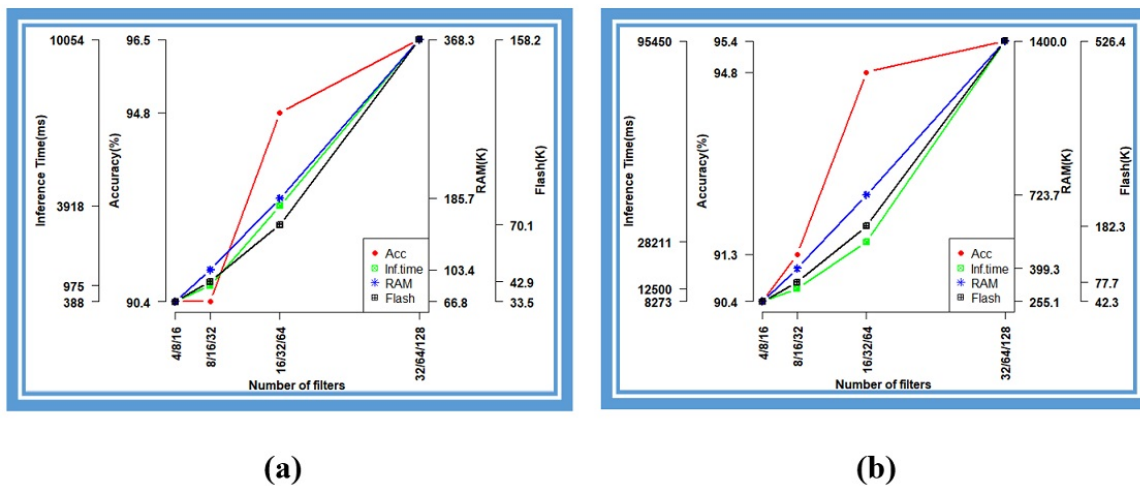 10054
3918
975
388
Inference Time(ms)
96.5
94.8
90.4
Accuracy(%)
368.3
185.7
103.4
66.8
RAM(K)
158.2
70.1
42.9
33.5
Flash(K)
Acc
Inf.time
RAM
Flash
4/8/16
8/16/32
16/32/64
32/64/128
Number of filters
(a)
95450
28211
12500
8273
Inference Time(ms)
95.4
94.8
91.3
90.4
Accuracy(%)
1400.0
723.7
399.3
255.1
RAM(K)
526.4
182.3
77.7
42.3
Flash(K)
Acc
Inf.time
RAM
Flash
4/8/16
8/16/32
16/32/64
32/64/128
Number of filters
(b)